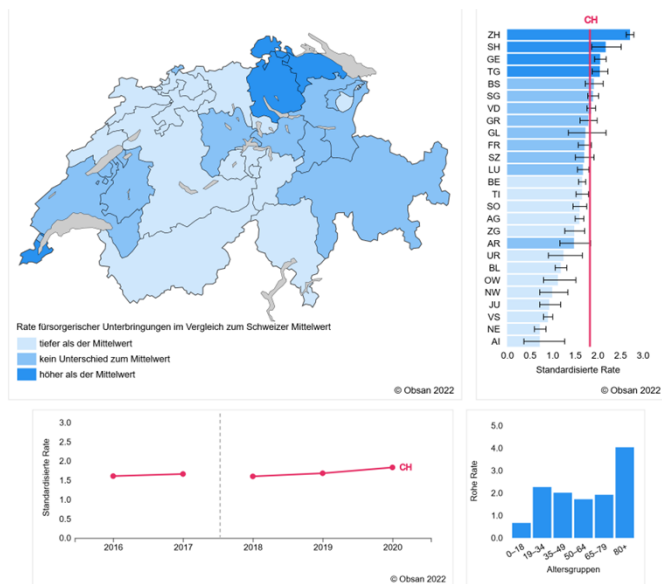 CH
ZH
SH
GE
TG
BS
SG
VD
GR
GL
FR
SZ
LU
BE
TI
SO
AG
ZG
AR
UR
BL
OW
NW
JU
VS
NE
AI
0.0 0.5 1.0 1.5 2.0 2.5 3.0
Standardisierte Rate
© Obsan 2022
Rate fürsorgerischer Unterbringungen im Vergleich zum Schweizer Mittelwert
tiefer als der Mittelwert
kein Unterschied zum Mittelwert
höher als der Mittelwert
© Obsan 2022
Standardisierte Rate
3.0
2.5
2.0
1.5
1.0
0.5
0.0
CH
2016 2017 2018 2019 2020
© Obsan 2022
Rohe Rate
5.0
4.0
3.0
2.0
1.0
0.0
0–18 19–34 35–49 50–64 65–79 80+
Altersgruppen
© Obsan 2022